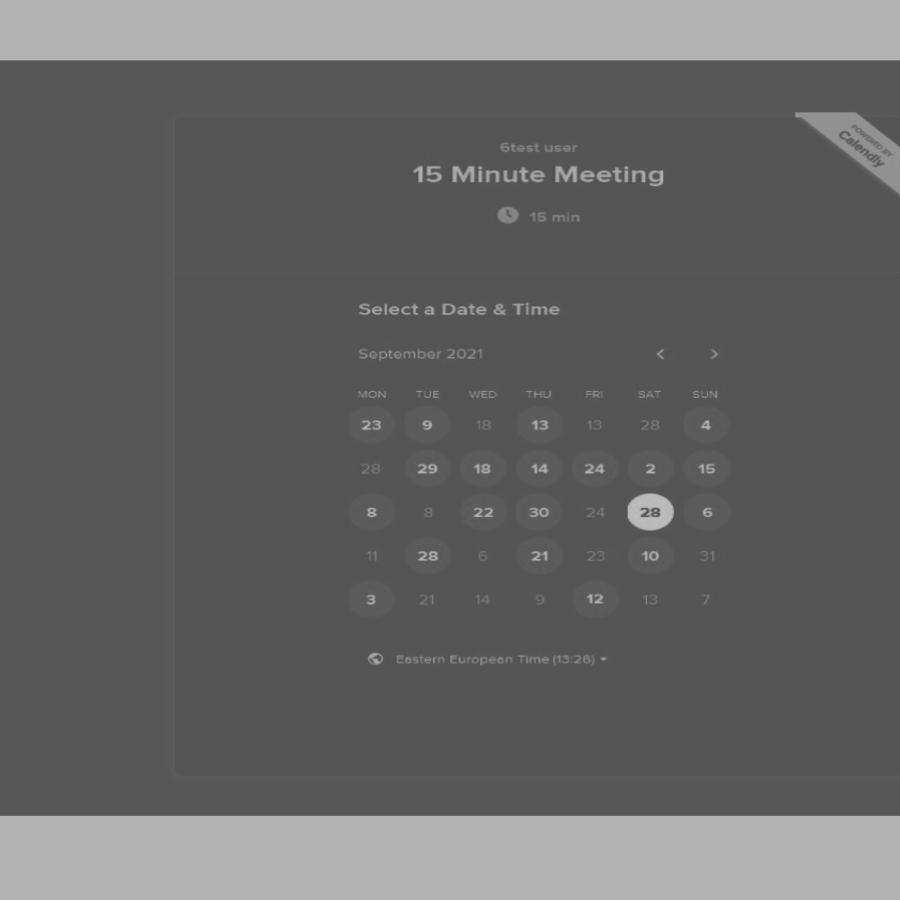 POWERED BY
Calendly
6test user
15 Minute Meeting
15 min
Select a Date & Time
September 2021
MON TUE WED THU FRI SAT SUN
23 9 18 13 13 28 4
28 29 18 14 24 2 15
8 8 22 30 24 28 6
11 28 6 21 23 10 31
3 21 14 9 12 13 7
Eastern European Time (13:26)